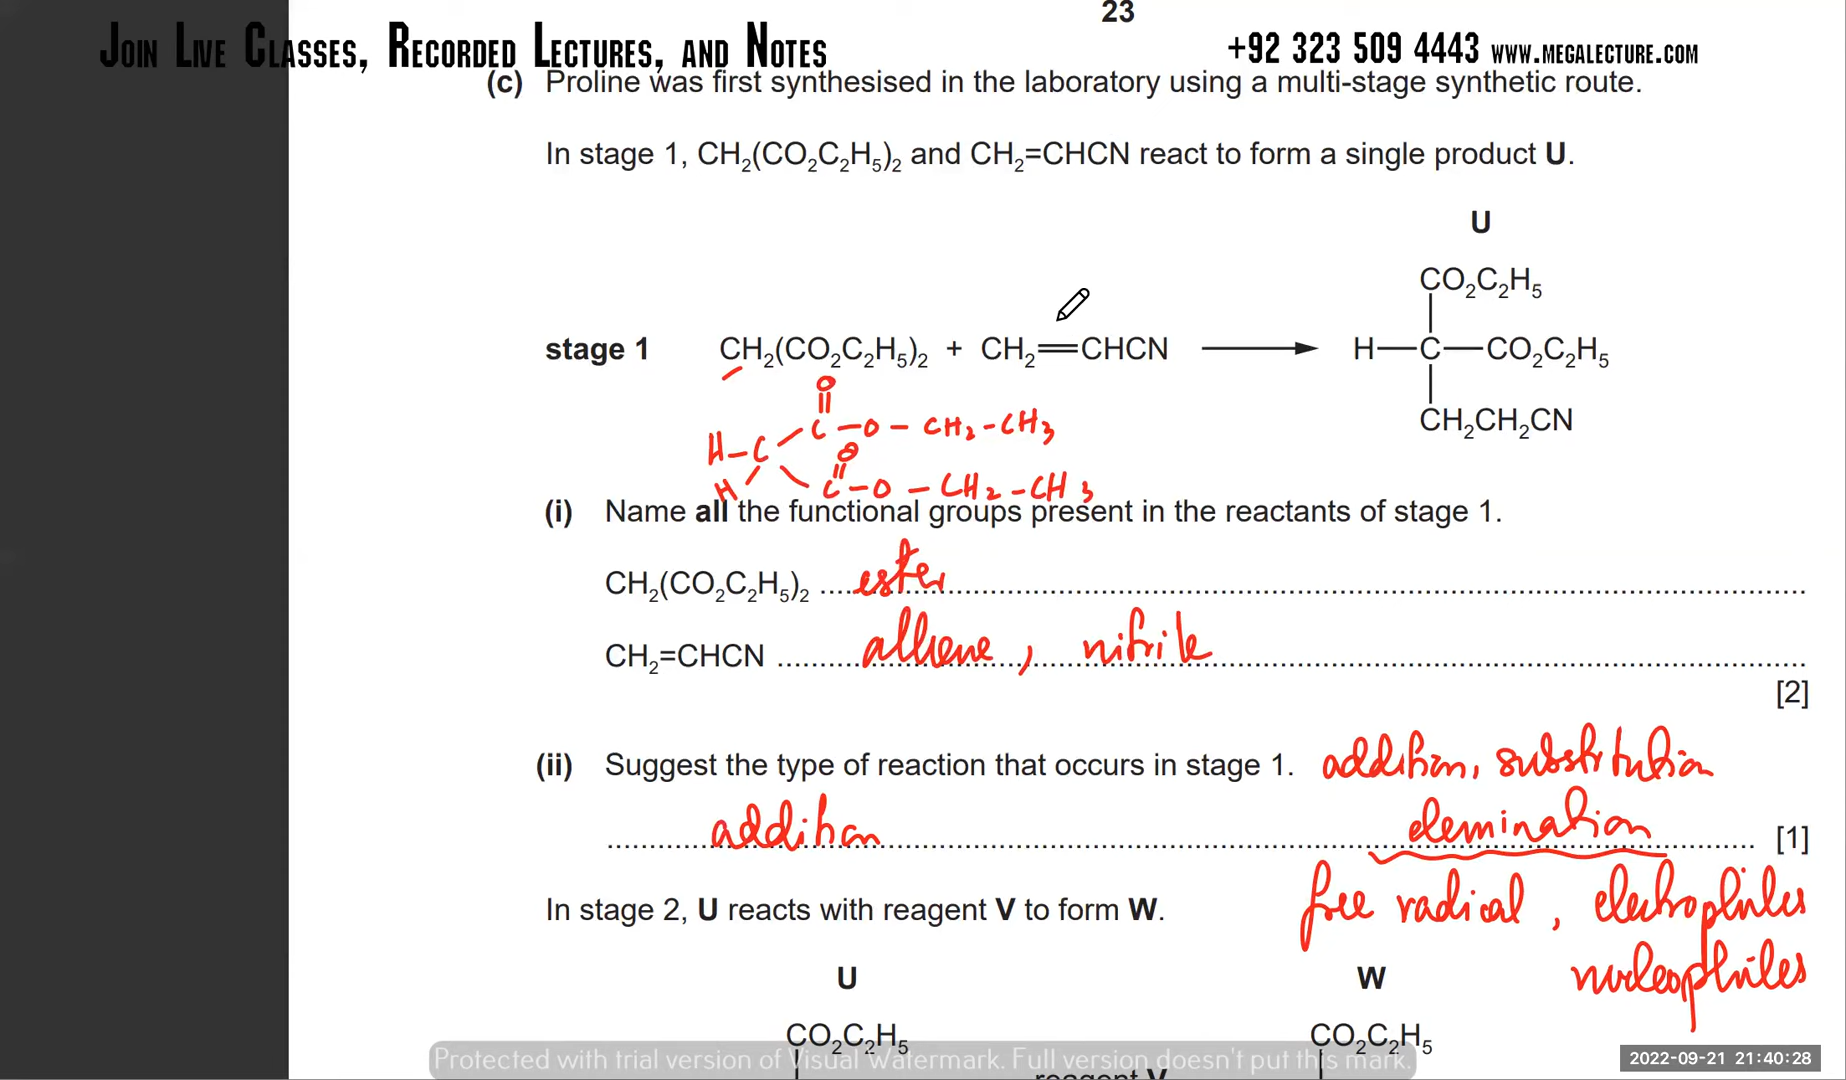 23
JOIN LIVE CLASSES, RECORDED LECTURES, AND NOTES
+92 323 509 4443 WWW.MEGALECTURE.COM
(c) Proline was first synthesised in the laboratory using a multi-stage synthetic route.
In stage 1, CH₂(CO₂C₂H₅)₂ and CH₂=CHCN react to form a single product U.
U
CO₂C₂H₅
stage 1 CH₂(CO₂C₂H₅)₂ + CH₂=CHCN → H—C—CO₂C₂H₅
CH₂CH₂CN
O
H-C C-O-CH₂-CH₃
O
H C-O-CH₂-CH₃
(i) Name all the functional groups present in the reactants of stage 1.
CH₂(CO₂C₂H₅)₂ ester
CH₂=CHCN alkene, nitrile
[2]
(ii) Suggest the type of reaction that occurs in stage 1. addition, substitution
addition elemination [1]
free radical, electrophiles
In stage 2, U reacts with reagent V to form W.
nucleophiles
U W
CO₂C₂H₅ CO₂C₂H₅
Protected with trial version of Visual Watermark. Full version doesn't put this mark.
reagent V
2022-09-21 21:40:28